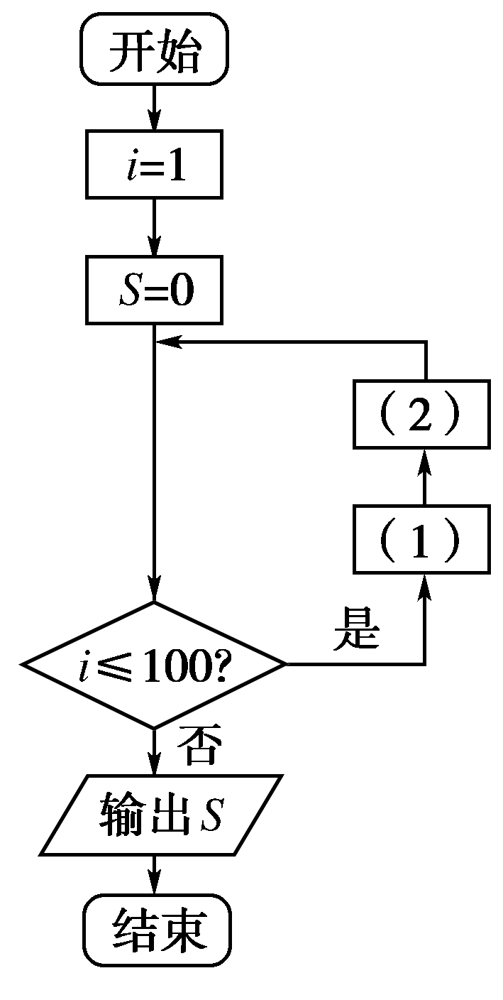 开始
i=1
S=0
（2）
（1）
是
i≤100?
否
输出S
结束